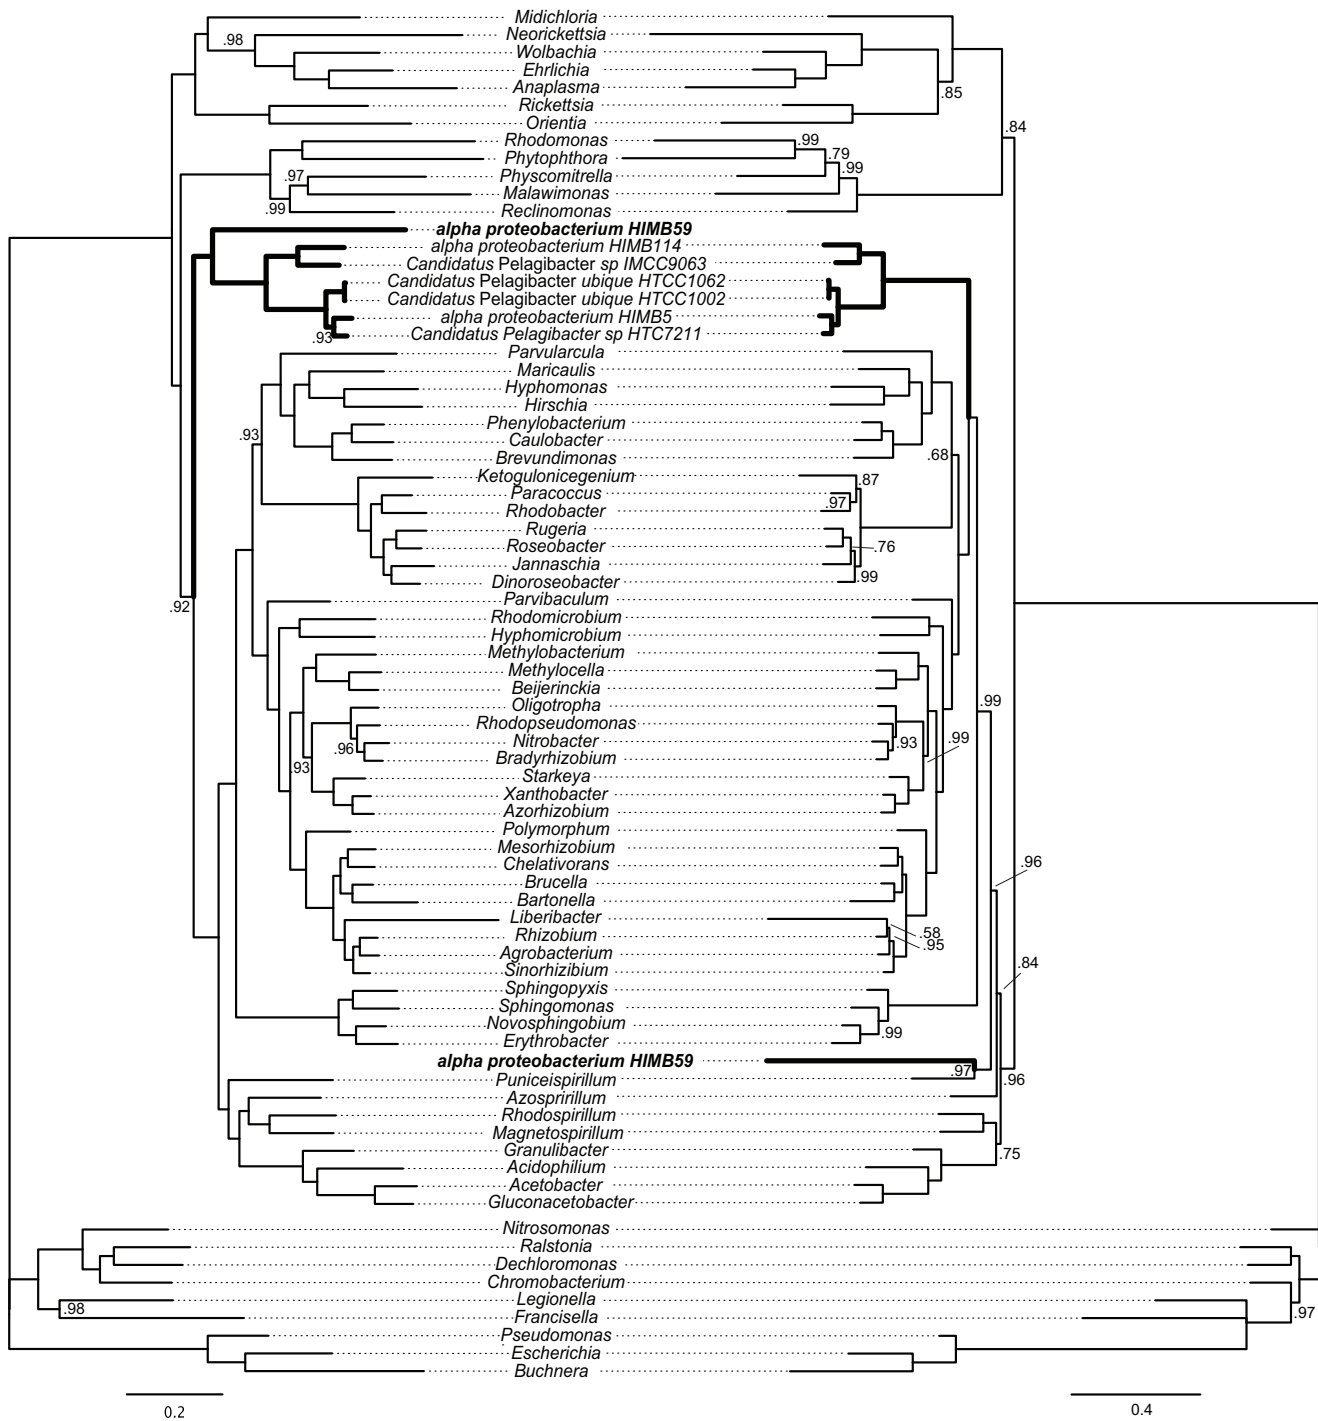 Midichloria
.98
Neorickettsia
Wolbachia
Ehrlichia
Anaplasma
.85
Rickettsia
Orientia
.84
Rhodomonas
.99
Phytophthora
.79
.97
Physcomitrella
.99
Malawimonas
.99
Reclinomonas
alpha proteobacterium HIMB59
alpha proteobacterium HIMB114
Candidatus Pelagibacter sp IMCC9063
Candidatus Pelagibacter ubique HTCC1062
Candidatus Pelagibacter ubique HTCC1002
alpha proteobacterium HIMB5
.93
Candidatus Pelagibacter sp HTC7211
Parvularcula
Maricaulis
Hyphomonas
Hirschia
Phenylobacterium
.93
Caulobacter
Brevundimonas
.68
Ketogulonicegenium
.87
Paracoccus
.97
Rhodobacter
Rugeria
Roseobacter
.76
Jannaschia
Dinoroseobacter
.99
Parvibaculum
.92
Rhodomicrobium
Hyphomicrobium
Methylobacterium
Methylocella
Beijerinckia
.99
Oligotropha
Rhodopseudomonas
.96
Nitrobacter
.93
.99
Bradyrhizobium
.93
Starkeya
Xanthobacter
Azorhizobium
Polymorphum
Mesorhizobium
Chelativorans
.96
Brucella
Bartonella
Liberibacter
Rhizobium
.58
.95
Agrobacterium
Sinorhizibium
.84
Sphingopyxis
Sphingomonas
Novosphingobium
.99
Erythrobacter
alpha proteobacterium HIMB59
.97
Puniceispirillum
.96
Azospririllum
Rhodospirillum
Magnetospirillum
Granulibacter
.75
Acidophilium
Acetobacter
Gluconacetobacter
Nitrosomonas
Ralstonia
Dechloromonas
Chromobacterium
Legionella
.98
Francisella
.97
Pseudomonas
Escherichia
Buchnera
0.2
0.4